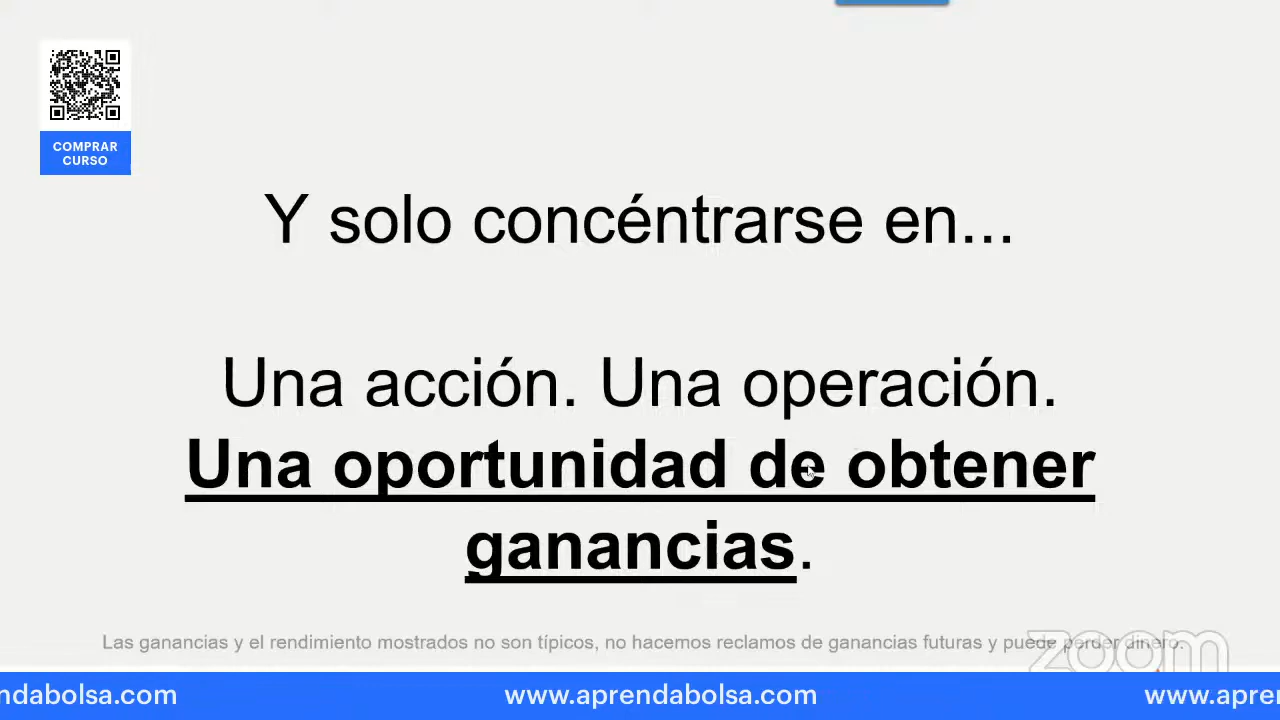 COMPRAR
CURSO
Y solo concéntrarse en...
Una acción. Una operación.
Una oportunidad de obtener
ganancias.
Las ganancias y el rendimiento mostrados no son típicos, no hacemos reclamos de ganancias futuras y puede perder dinero.
zoom
ndabolsa.com www.aprendabolsa.com www.apren